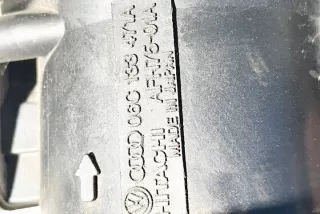 06C 133 471A
HITACHI AFH75-01A
MADE IN JAPAN